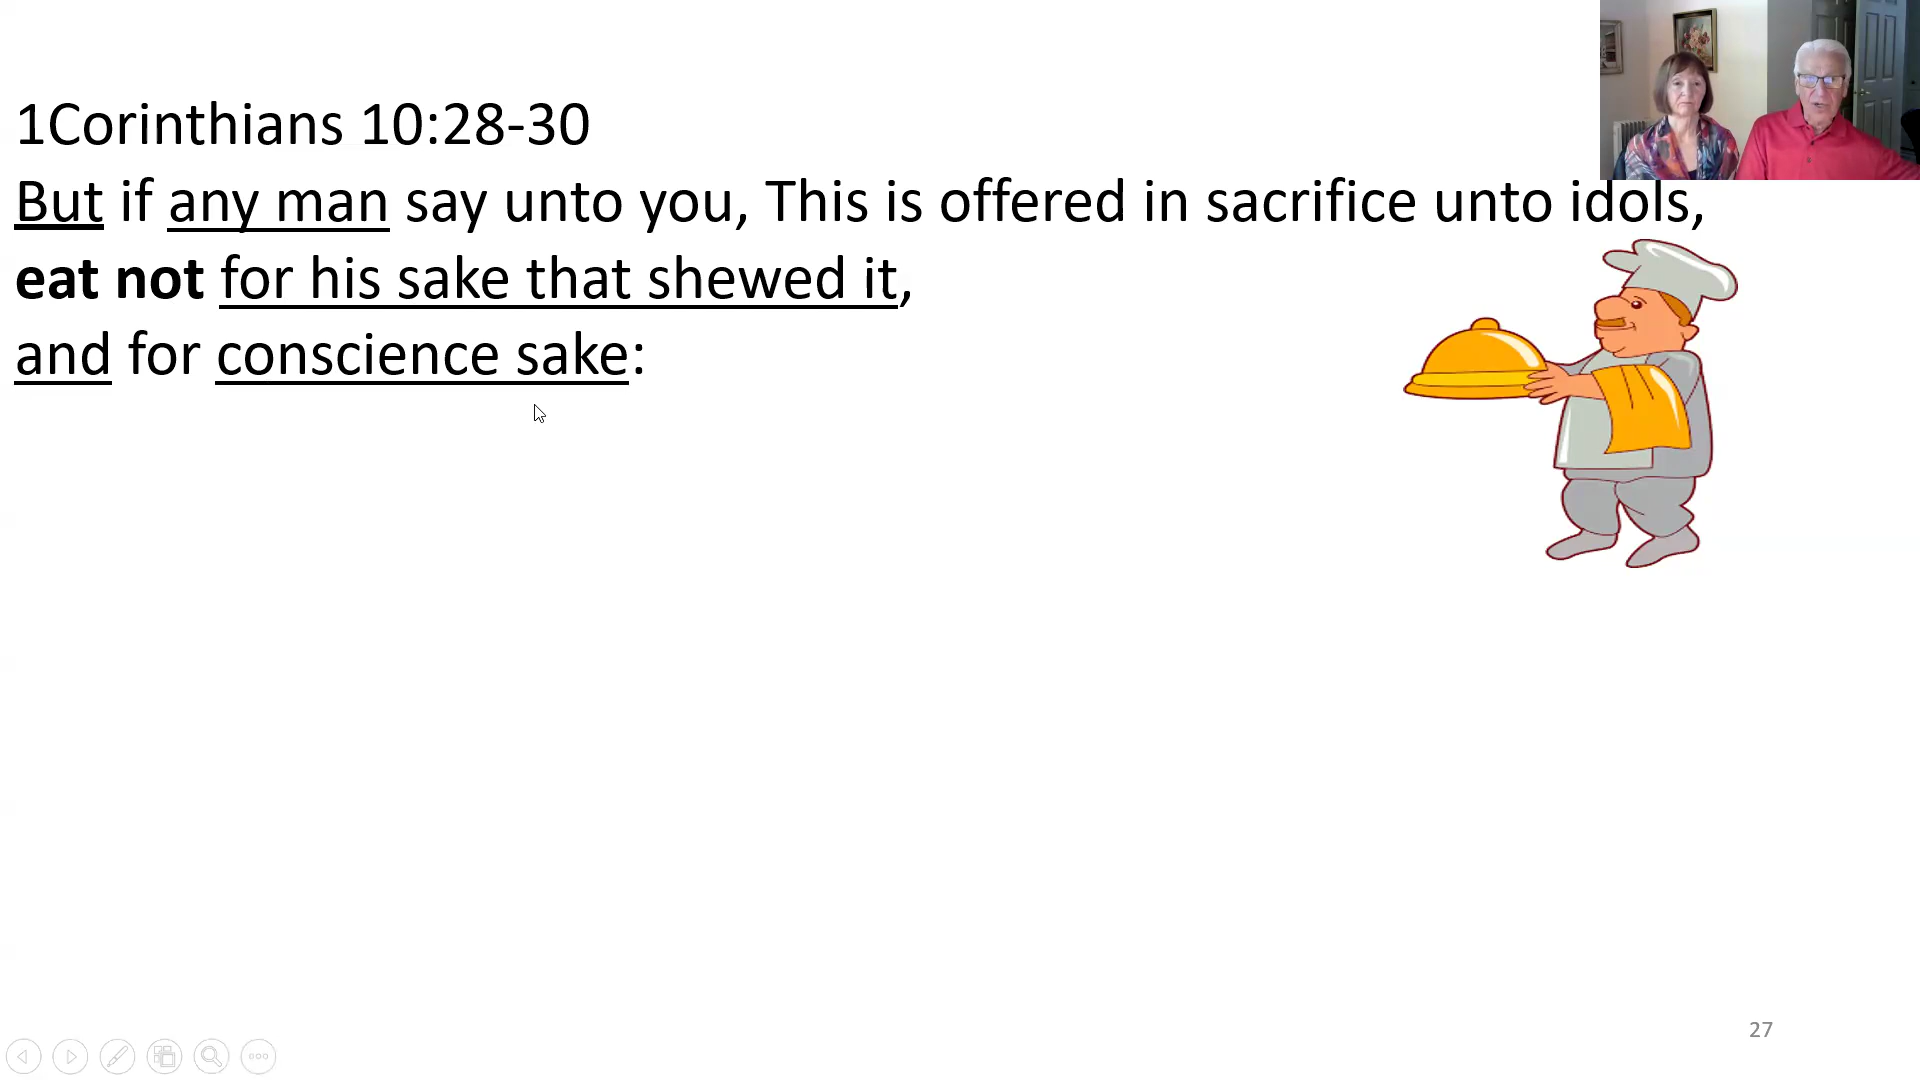 1Corinthians 10:28-30
But if any man say unto you, This is offered in sacrifice unto idols,
eat not for his sake that shewed it,
and for conscience sake:
27